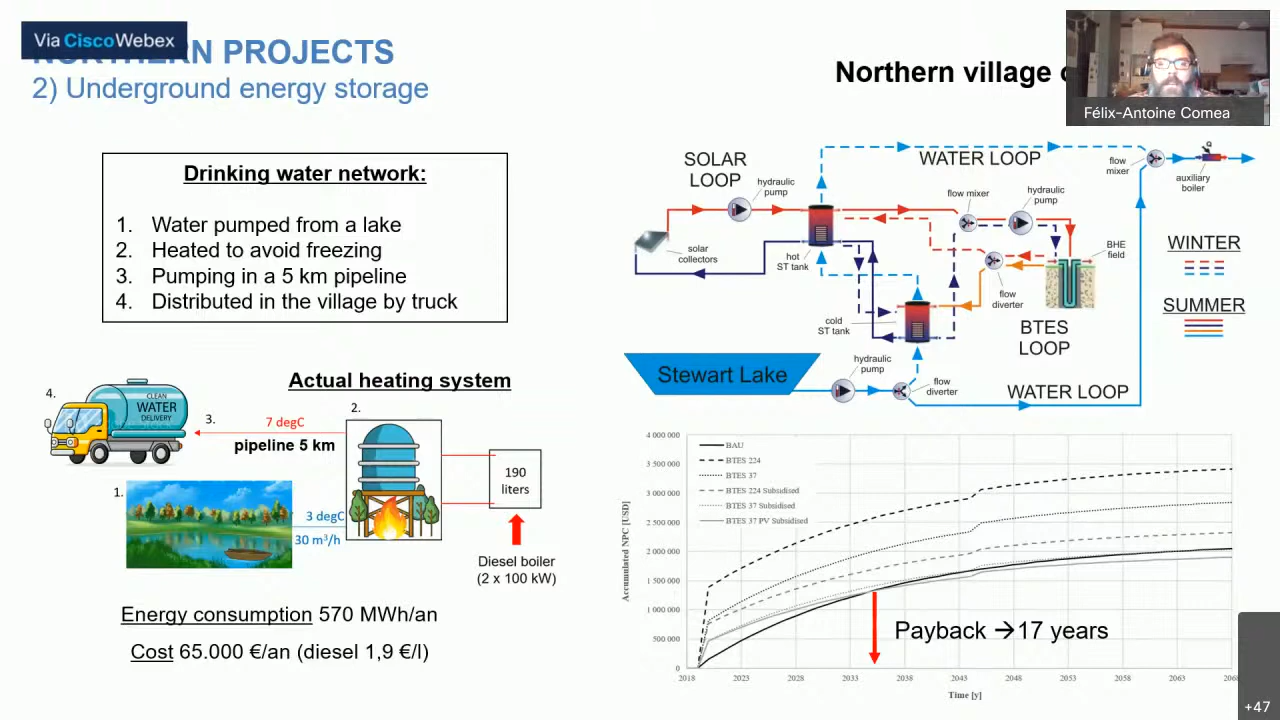 Via Cisco Webex
PROJECTS
2) Underground energy storage
Northern village
Félix-Antoine Comea
Drinking water network:
1. Water pumped from a lake
2. Heated to avoid freezing
3. Pumping in a 5 km pipeline
4. Distributed in the village by truck
SOLAR
LOOP
hydraulic
pump
WATER LOOP
flow
mixer
auxiliary
boiler
Q
flow mixer
hydraulic
pump
solar
collectors
hot
ST tank
BHE
field
flow
diverter
WINTER
SUMMER
cold
ST tank
BTES
LOOP
hydraulic
pump
Stewart Lake
flow
diverter
WATER LOOP
Actual heating system
4.
CLEAN
WATER
DELIVERY
3.
7 degC
pipeline 5 km
2.
190
liters
1.
3 degC
30 m³/h
Diesel boiler
(2 x 100 kW)
Energy consumption 570 MWh/an
Cost 65.000 €/an (diesel 1,9 €/l)
Accumulated NPC [USD]
4 000 000
3 500 000
3 000 000
2 500 000
2 000 000
1 500 000
1 000 000
500 000
0
BAU
BTES 224
BTES 37
BTES 224 Subsidised
BTES 37 Subsidised
BTES 37 PV Subsidised
Payback →17 years
2018 2023 2028 2033 2038 2043 2048 2053 2058 2063
Time [y]
+47